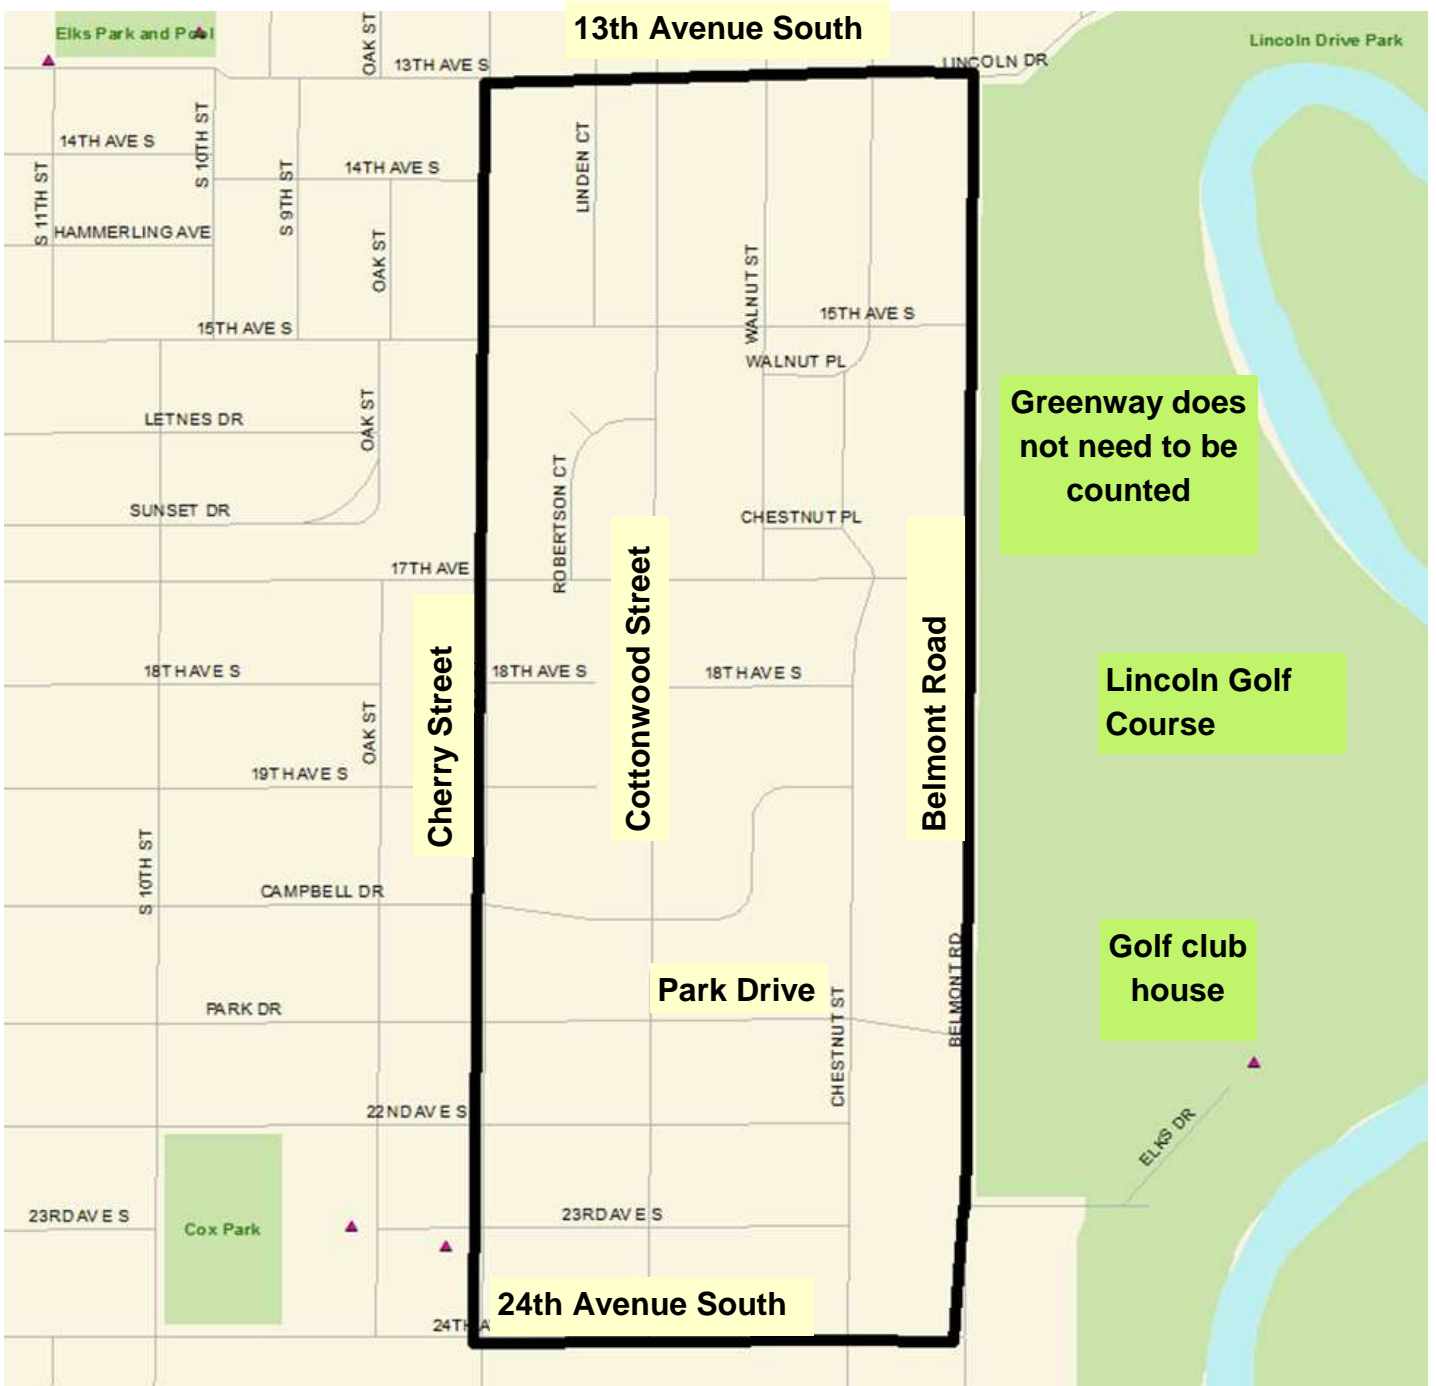 13th Avenue South
Elks Park and Pool
OAK ST
13TH AVE S
LINCOLN DR
Lincoln Drive Park
14TH AVE S
S 10TH ST
S 11TH ST
S 9TH ST
14TH AVE S
LINDEN CT
HAMMERLING AVE
OAK ST
WALNUT ST
15TH AVE S
15TH AVE S
WALNUT PL
LETNES DR
OAK ST
Greenway does
not need to be
counted
ROBERTSON CT
SUNSET DR
CHESTNUT PL
17TH AVE
Cherry Street
Cottonwood Street
Belmont Road
18TH AVE S
18TH AVE S
18TH AVE S
Lincoln Golf
Course
OAK ST
19TH AVE S
S 10TH ST
CAMPBELL DR
Golf club
house
BELMONT RD
Park Drive
PARK DR
CHESTNUT ST
22ND AVE S
ELKS DR
23RD AVE S
Cox Park
23RD AVE S
24th Avenue South
24TH A